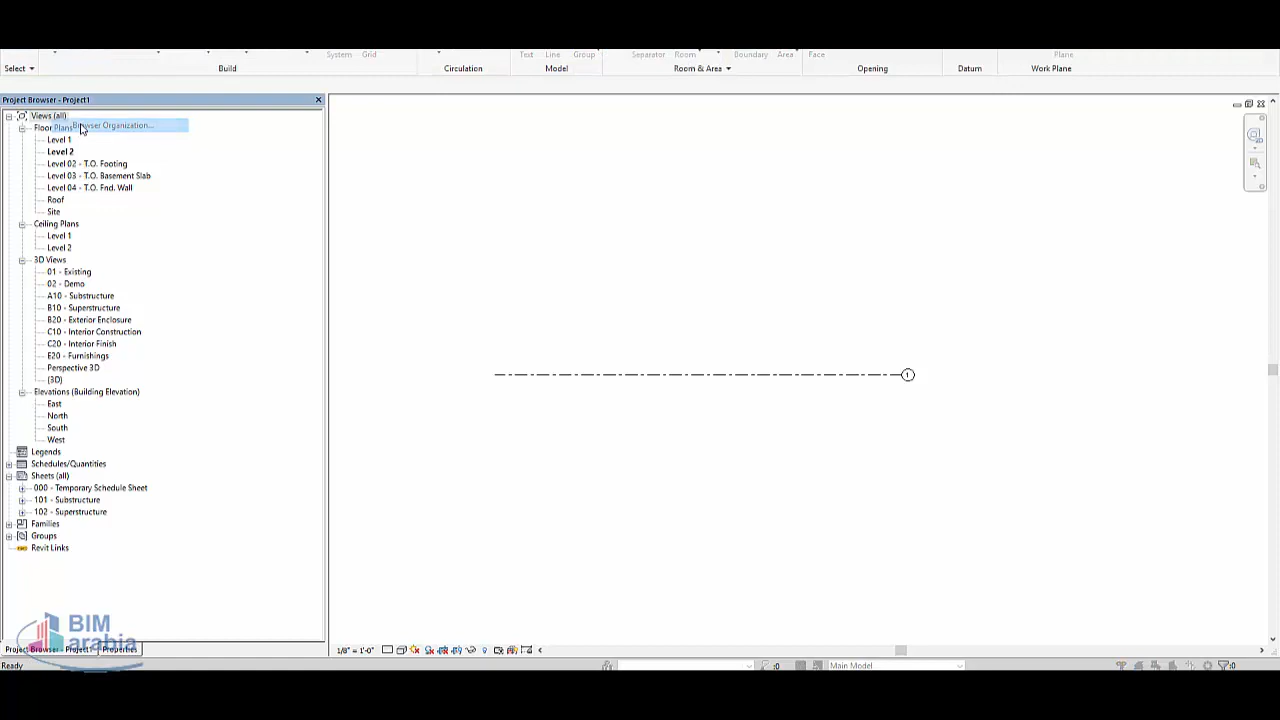 System Grid Text Line Group Separator Room Boundary Area Face Plane
Select Build Circulation Model Room & Area Opening Datum Work Plane
Project Browser - Project1
Views (all)
Browser Organization...
Floor Plans
Level 1
Level 2
Level 02 - T.O. Footing
Level 03 - T.O. Basement Slab
Level 04 - T.O. Fnd. Wall
Roof
Site
Ceiling Plans
Level 1
Level 2
3D Views
01 - Existing
02 - Demo
A10 - Substructure
B10 - Superstructure
B20 - Exterior Enclosure
C10 - Interior Construction
C20 - Interior Finish
E20 - Furnishings
Perspective 3D
{3D}
Elevations (Building Elevation)
East
North
South
West
Legends
Schedules/Quantities
Sheets (all)
000 - Temporary Schedule Sheet
101 - Substructure
102 - Superstructure
Families
Groups
Revit Links
1
BIM
arabia
Project Browser - Project1 Properties
1/8" = 1'-0"
Ready
:0 Main Model :0